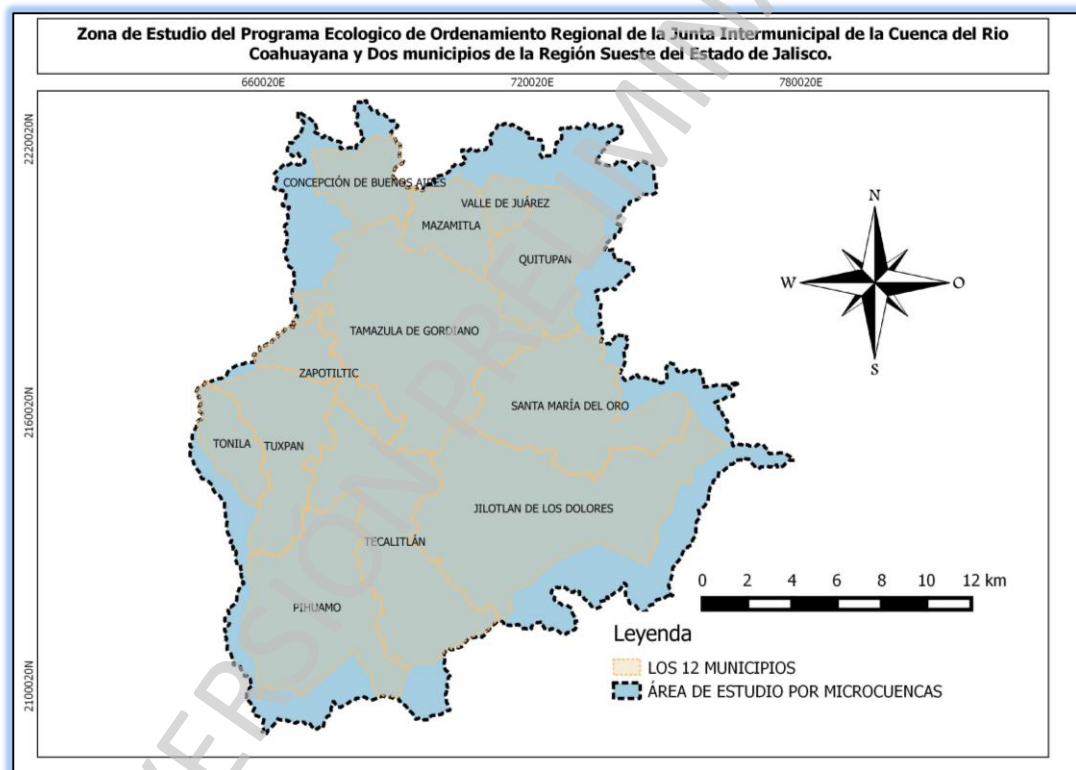 Zona de Estudio del Programa Ecologico de Ordenamiento Regional de la Junta Intermunicipal de la Cuenca del Rio
Coahuayana y Dos municipios de la Región Sueste del Estado de Jalisco.
660020E 720020E 780020E
2220020N
2160020N
2100020N
CONCEPCIÓN DE BUENOS AIRES
VALLE DE JUÁREZ
MAZAMITLA
QUITUPAN
TAMAZULA DE GORDIANO
ZAPOTILTIC
SANTA MARÍA DEL ORO
TONILA
TUXPAN
JILOTLAN DE LOS DOLORES
TECALITLÁN
PIHUAMO
N
W O
S
0 2 4 6 8 10 12 km
Leyenda
LOS 12 MUNICIPIOS
ÁREA DE ESTUDIO POR MICROCUENCAS
VERSION PRELIMINA